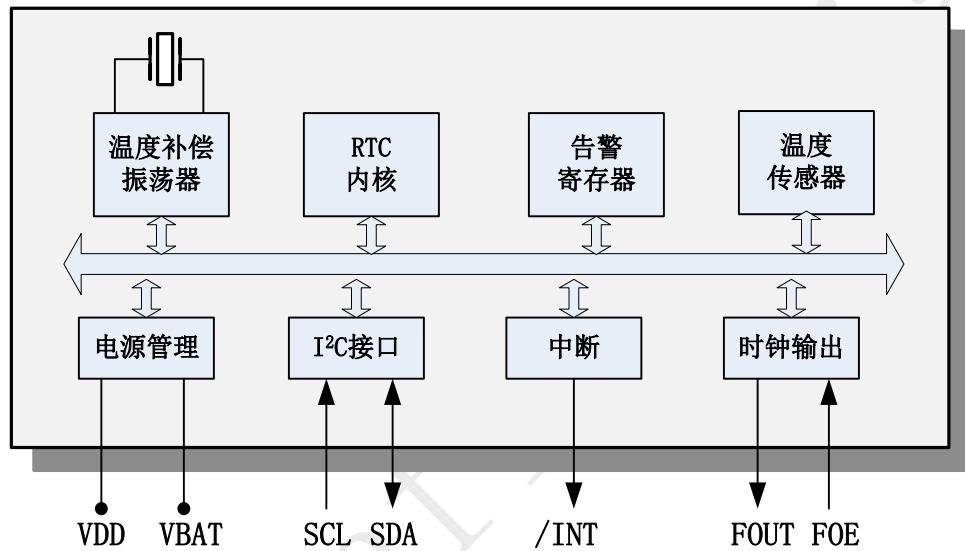 温度补偿
振荡器
RTC
内核
告警
寄存器
温度
传感器
电源管理
I²C接口
中断
时钟输出
VDD VBAT SCL SDA /INT FOUT FOE